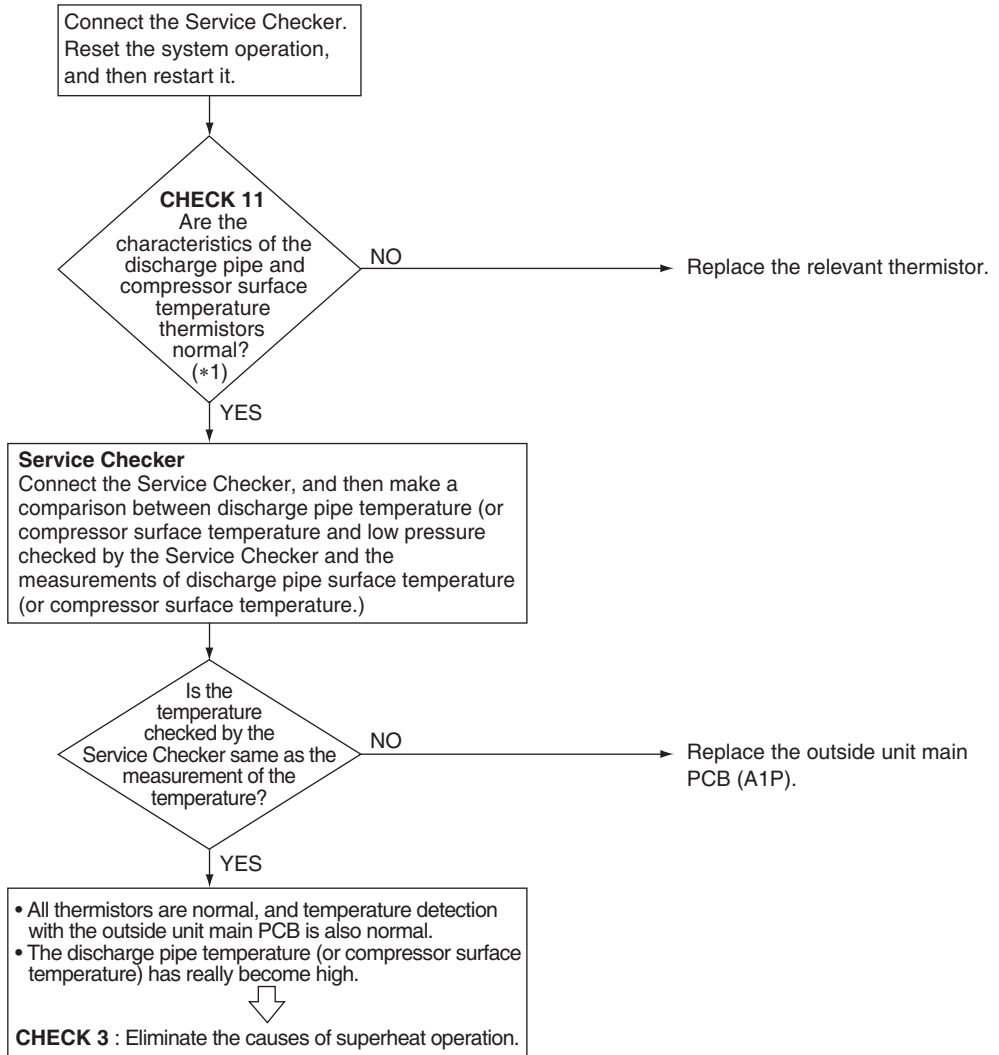 Connect the Service Checker.
Reset the system operation,
and then restart it.
CHECK 11
Are the
characteristics of the
discharge pipe and
compressor surface
temperature
thermistors
normal?
(*1)
NO
Replace the relevant thermistor.
YES
Service Checker
Connect the Service Checker, and then make a
comparison between discharge pipe temperature (or
compressor surface temperature and low pressure
checked by the Service Checker and the
measurements of discharge pipe surface temperature
(or compressor surface temperature.)
Is the
temperature
checked by the
Service Checker same as the
measurement of the
temperature?
NO
Replace the outside unit main
PCB (A1P).
YES
• All thermistors are normal, and temperature detection
with the outside unit main PCB is also normal.
• The discharge pipe temperature (or compressor surface
temperature) has really become high.
CHECK 3 : Eliminate the causes of superheat operation.